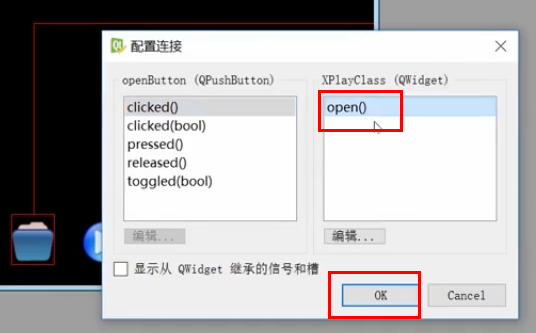 配置连接
openButton (QPushButton)
clicked()
clicked(bool)
pressed()
released()
toggled(bool)
编辑...
XPlayClass (QWidget)
open()
编辑...
显示从 QWidget 继承的信号和槽
OK
Cancel